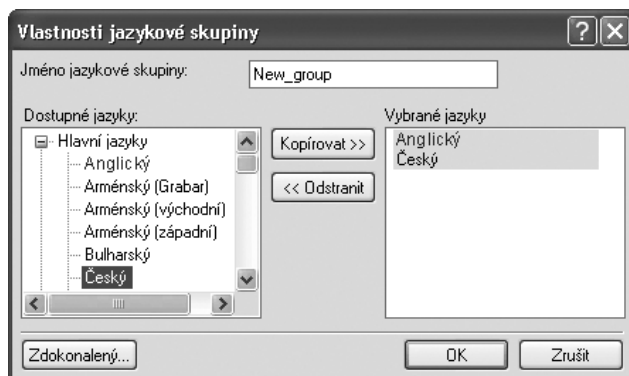 Vlastnosti jazykové skupiny
Jméno jazykové skupiny:
New_group
Dostupné jazyky:
Hlavní jazyky
Anglický
Arménský (Grabar)
Arménský (východní)
Arménský (západní)
Bulharský
Český
Kopírovat >>
<< Odstranit
Vybrané jazyky
Anglický
Český
Zdokonalený...
OK
Zrušit